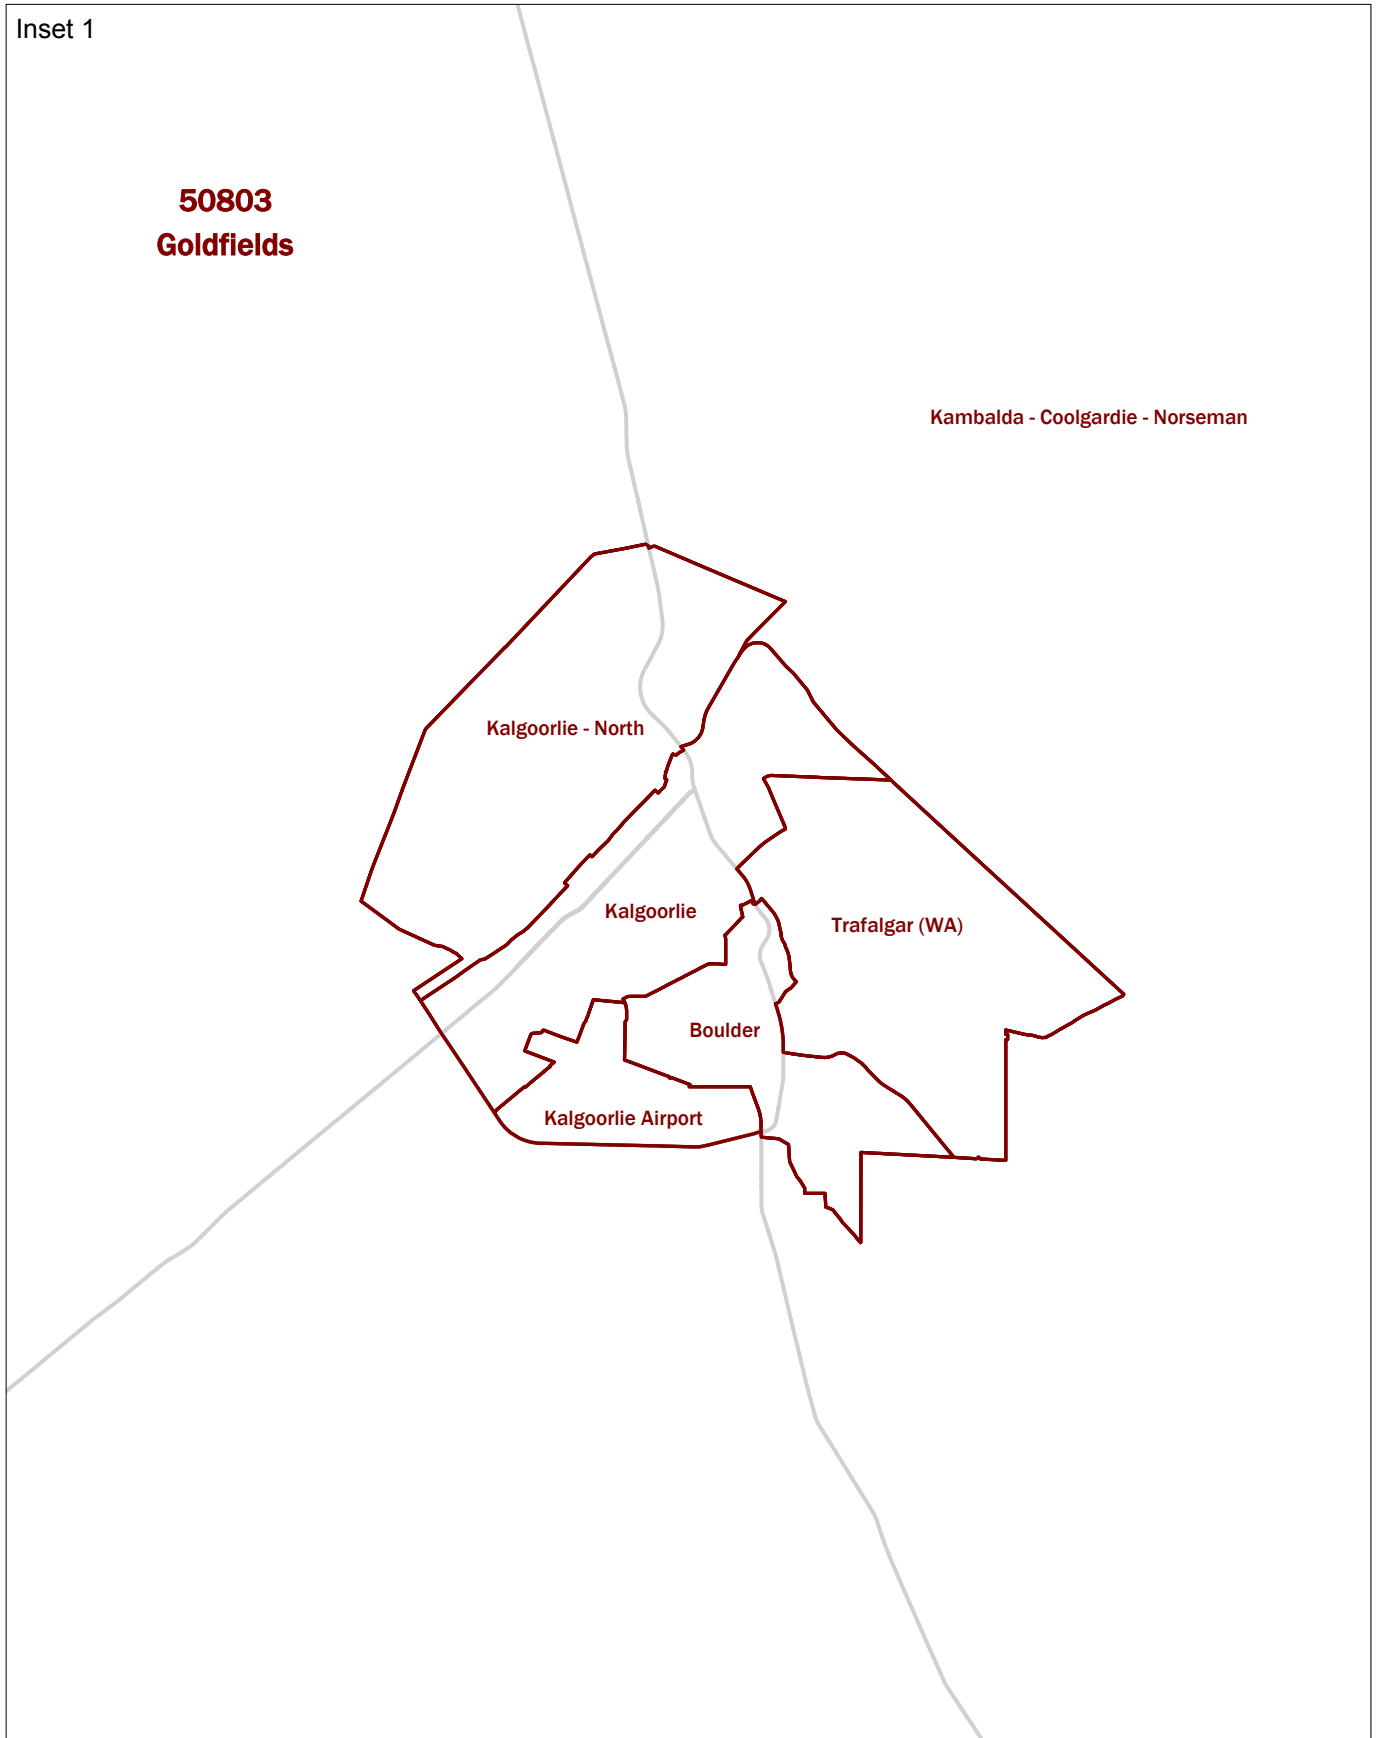 Inset 1
50803
Goldfields
Kambalda - Coolgardie - Norseman
Kalgoorlie - North
Kalgoorlie
Trafalgar (WA)
Boulder
Kalgoorlie Airport